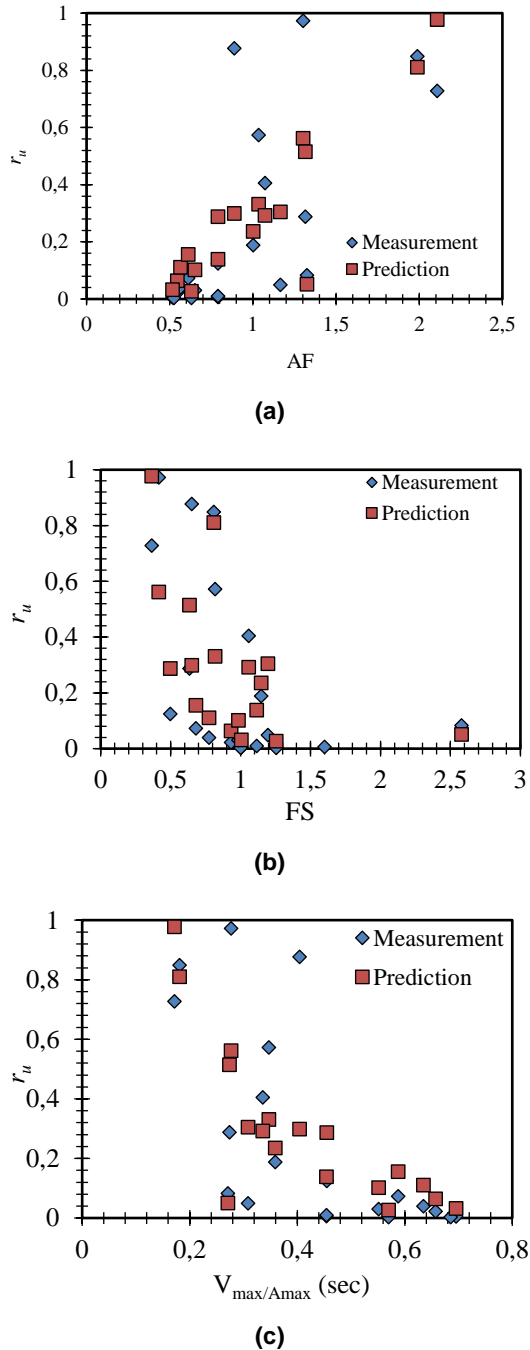 1
0,8
0,6
0,4
0,2
0
r_u
0 0,5 1 1,5 2 2,5
AF
Measurement
Prediction
(a)
1
0,8
0,6
0,4
0,2
0
r_u
0 0,5 1 1,5 2 2,5 3
FS
Measurement
Prediction
(b)
1
0,8
0,6
0,4
0,2
0
r_u
0 0,2 0,4 0,6 0,8
V_max/Amax (sec)
Measurement
Prediction
(c)